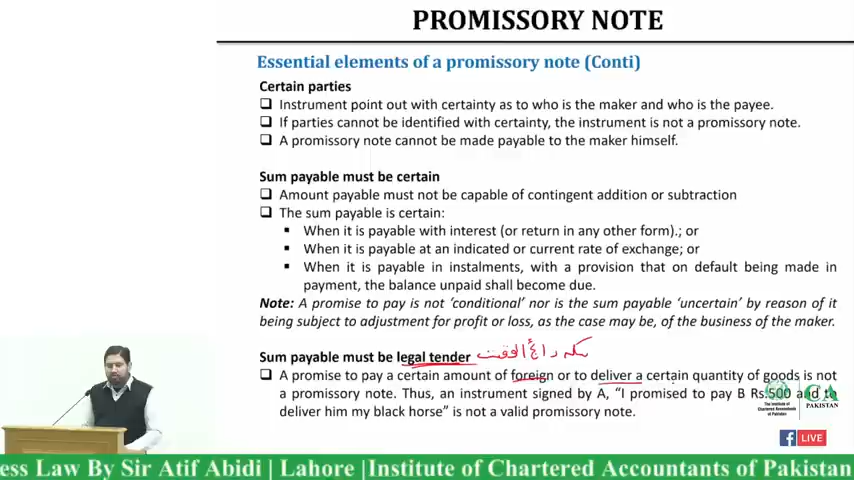 PROMISSORY NOTE
Essential elements of a promissory note (Conti)
Certain parties
❑ Instrument point out with certainty as to who is the maker and who is the payee.
❑ If parties cannot be identified with certainty, the instrument is not a promissory note.
❑ A promissory note cannot be made payable to the maker himself.
Sum payable must be certain
❑ Amount payable must not be capable of contingent addition or subtraction
❑ The sum payable is certain:
▪ When it is payable with interest (or return in any other form).; or
▪ When it is payable at an indicated or current rate of exchange; or
▪ When it is payable in instalments, with a provision that on default being made in
payment, the balance unpaid shall become due.
Note: A promise to pay is not ‘conditional’ nor is the sum payable ‘uncertain’ by reason of it
being subject to adjustment for profit or loss, as the case may be, of the business of the maker.
Sum payable must be legal tender سکہ رائج الوقت
❑ A promise to pay a certain amount of foreign or to deliver a certain quantity of goods is not
a promissory note. Thus, an instrument signed by A, “I promised to pay B Rs.500 and to
deliver him my black horse” is not a valid promissory note.
The Institute of
Chartered Accountants
of Pakistan
CA
PAKISTAN
f LIVE
ess Law By Sir Atif Abidi | Lahore |Institute of Chartered Accountants of Pakistan